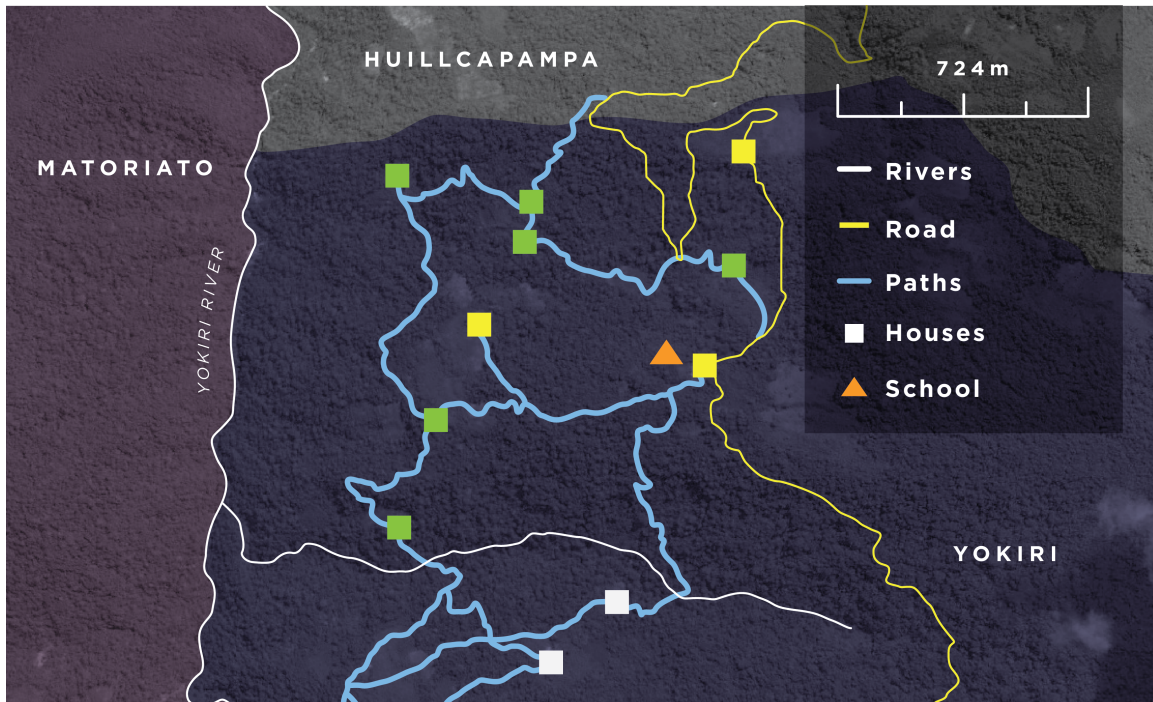 HUILLCAPAMPA
724m
MATORIATO
Rivers
Road
YOKIRI RIVER
Paths
Houses
School
YOKIRI